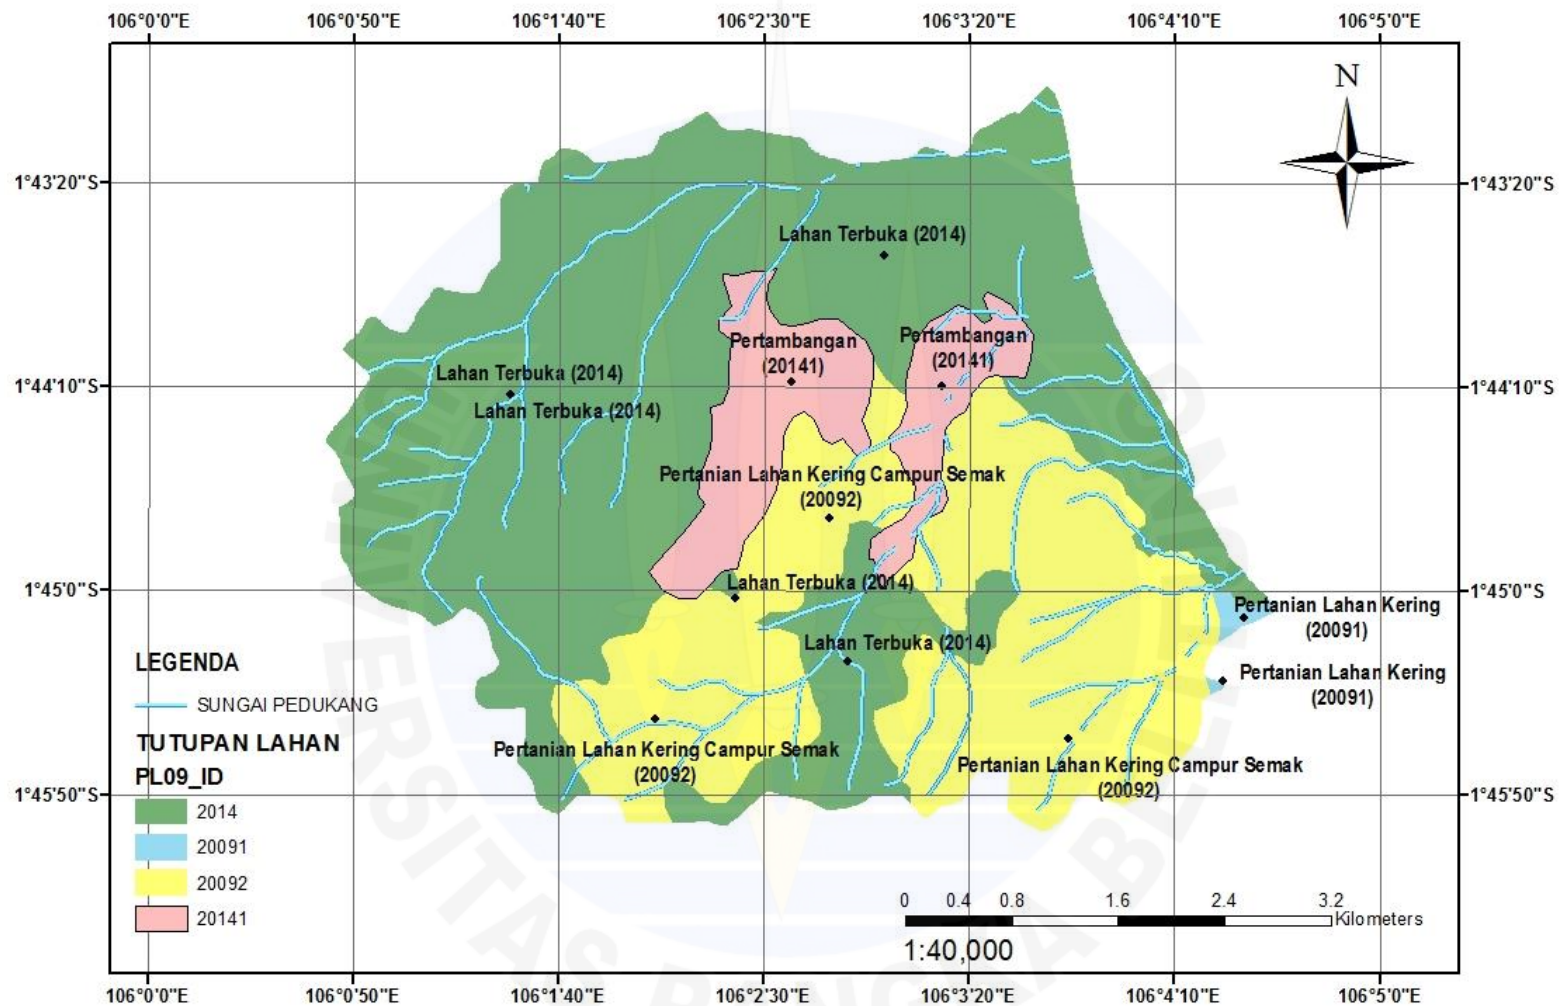 106°0'0"E 106°0'50"E 106°1'40"E 106°2'30"E 106°3'20"E 106°4'10"E 106°5'0"E
N
1°43'20"S 1°43'20"S
Lahan Terbuka (2014)
Pertambangan
(20141)
Pertambangan
(20141)
Lahan Terbuka (2014)
1°44'10"S 1°44'10"S
Lahan Terbuka (2014)
Pertanian Lahan Kering Campur Semak
(20092)
Lahan Terbuka (2014)
1°45'0"S 1°45'0"S
Pertanian Lahan Kering
(20091)
Lahan Terbuka (2014)
Pertanian Lahan Kering
(20091)
Pertanian Lahan Kering Campur Semak
(20092)
Pertanian Lahan Kering Campur Semak
(20092)
1°45'50"S 1°45'50"S
LEGENDA
SUNGAI PEDUKANG
TUTUPAN LAHAN
PL09_ID
2014
20091
20092
20141
0 0.4 0.8 1.6 2.4 3.2
Kilometers
1:40,000
106°0'0"E 106°0'50"E 106°1'40"E 106°2'30"E 106°3'20"E 106°4'10"E 106°5'0"E
UNIVERSITAS BANGKA BELITUNG